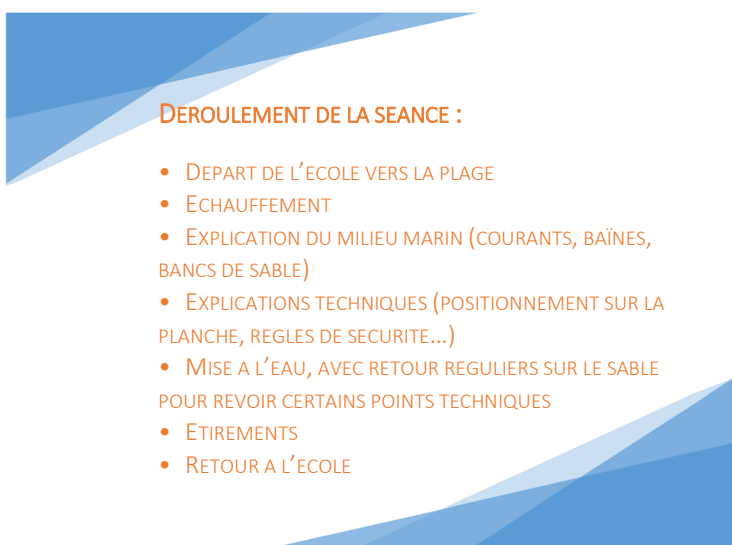 DEROULEMENT DE LA SEANCE :
• DEPART DE L'ECOLE VERS LA PLAGE
• ECHAUFFEMENT
• EXPLICATION DU MILIEU MARIN (COURANTS, BAÏNES,
BANCS DE SABLE)
• EXPLICATIONS TECHNIQUES (POSITIONNEMENT SUR LA
PLANCHE, REGLES DE SECURITE...)
• MISE A L'EAU, AVEC RETOUR REGULIERS SUR LE SABLE
POUR REVOIR CERTAINS POINTS TECHNIQUES
• ETIREMENTS
• RETOUR A L'ECOLE